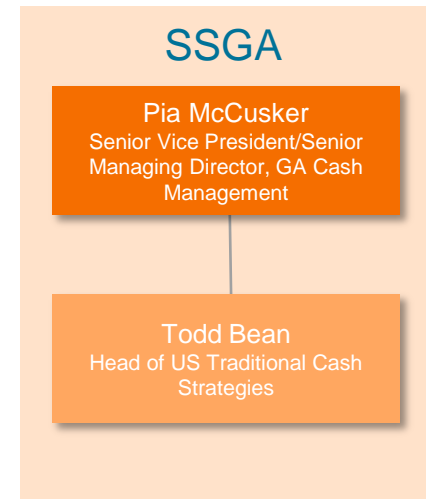 SSGA
Pia McCusker
Senior Vice President/Senior
Managing Director, GA Cash
Management
Todd Bean
Head of US Traditional Cash
Strategies